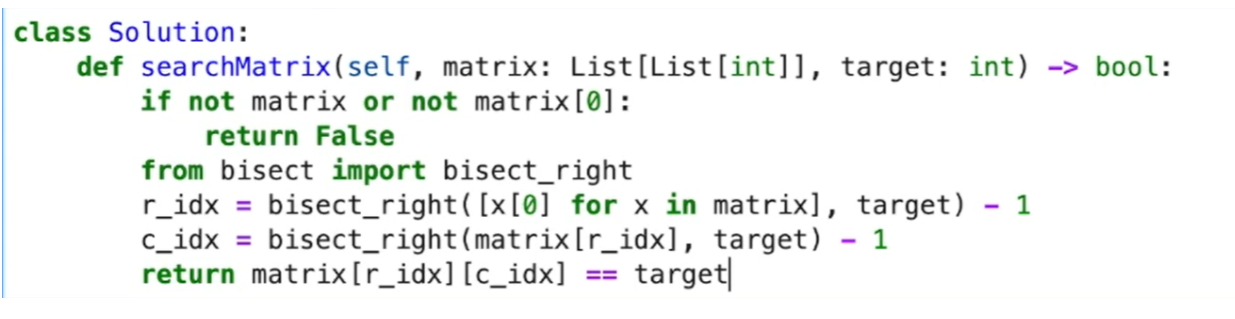 class Solution:
    def searchMatrix(self, matrix: List[List[int]], target: int) -> bool:
        if not matrix or not matrix[0]:
            return False
        from bisect import bisect_right
        r_idx = bisect_right([x[0] for x in matrix], target) - 1
        c_idx = bisect_right(matrix[r_idx], target) - 1
        return matrix[r_idx][c_idx] == target